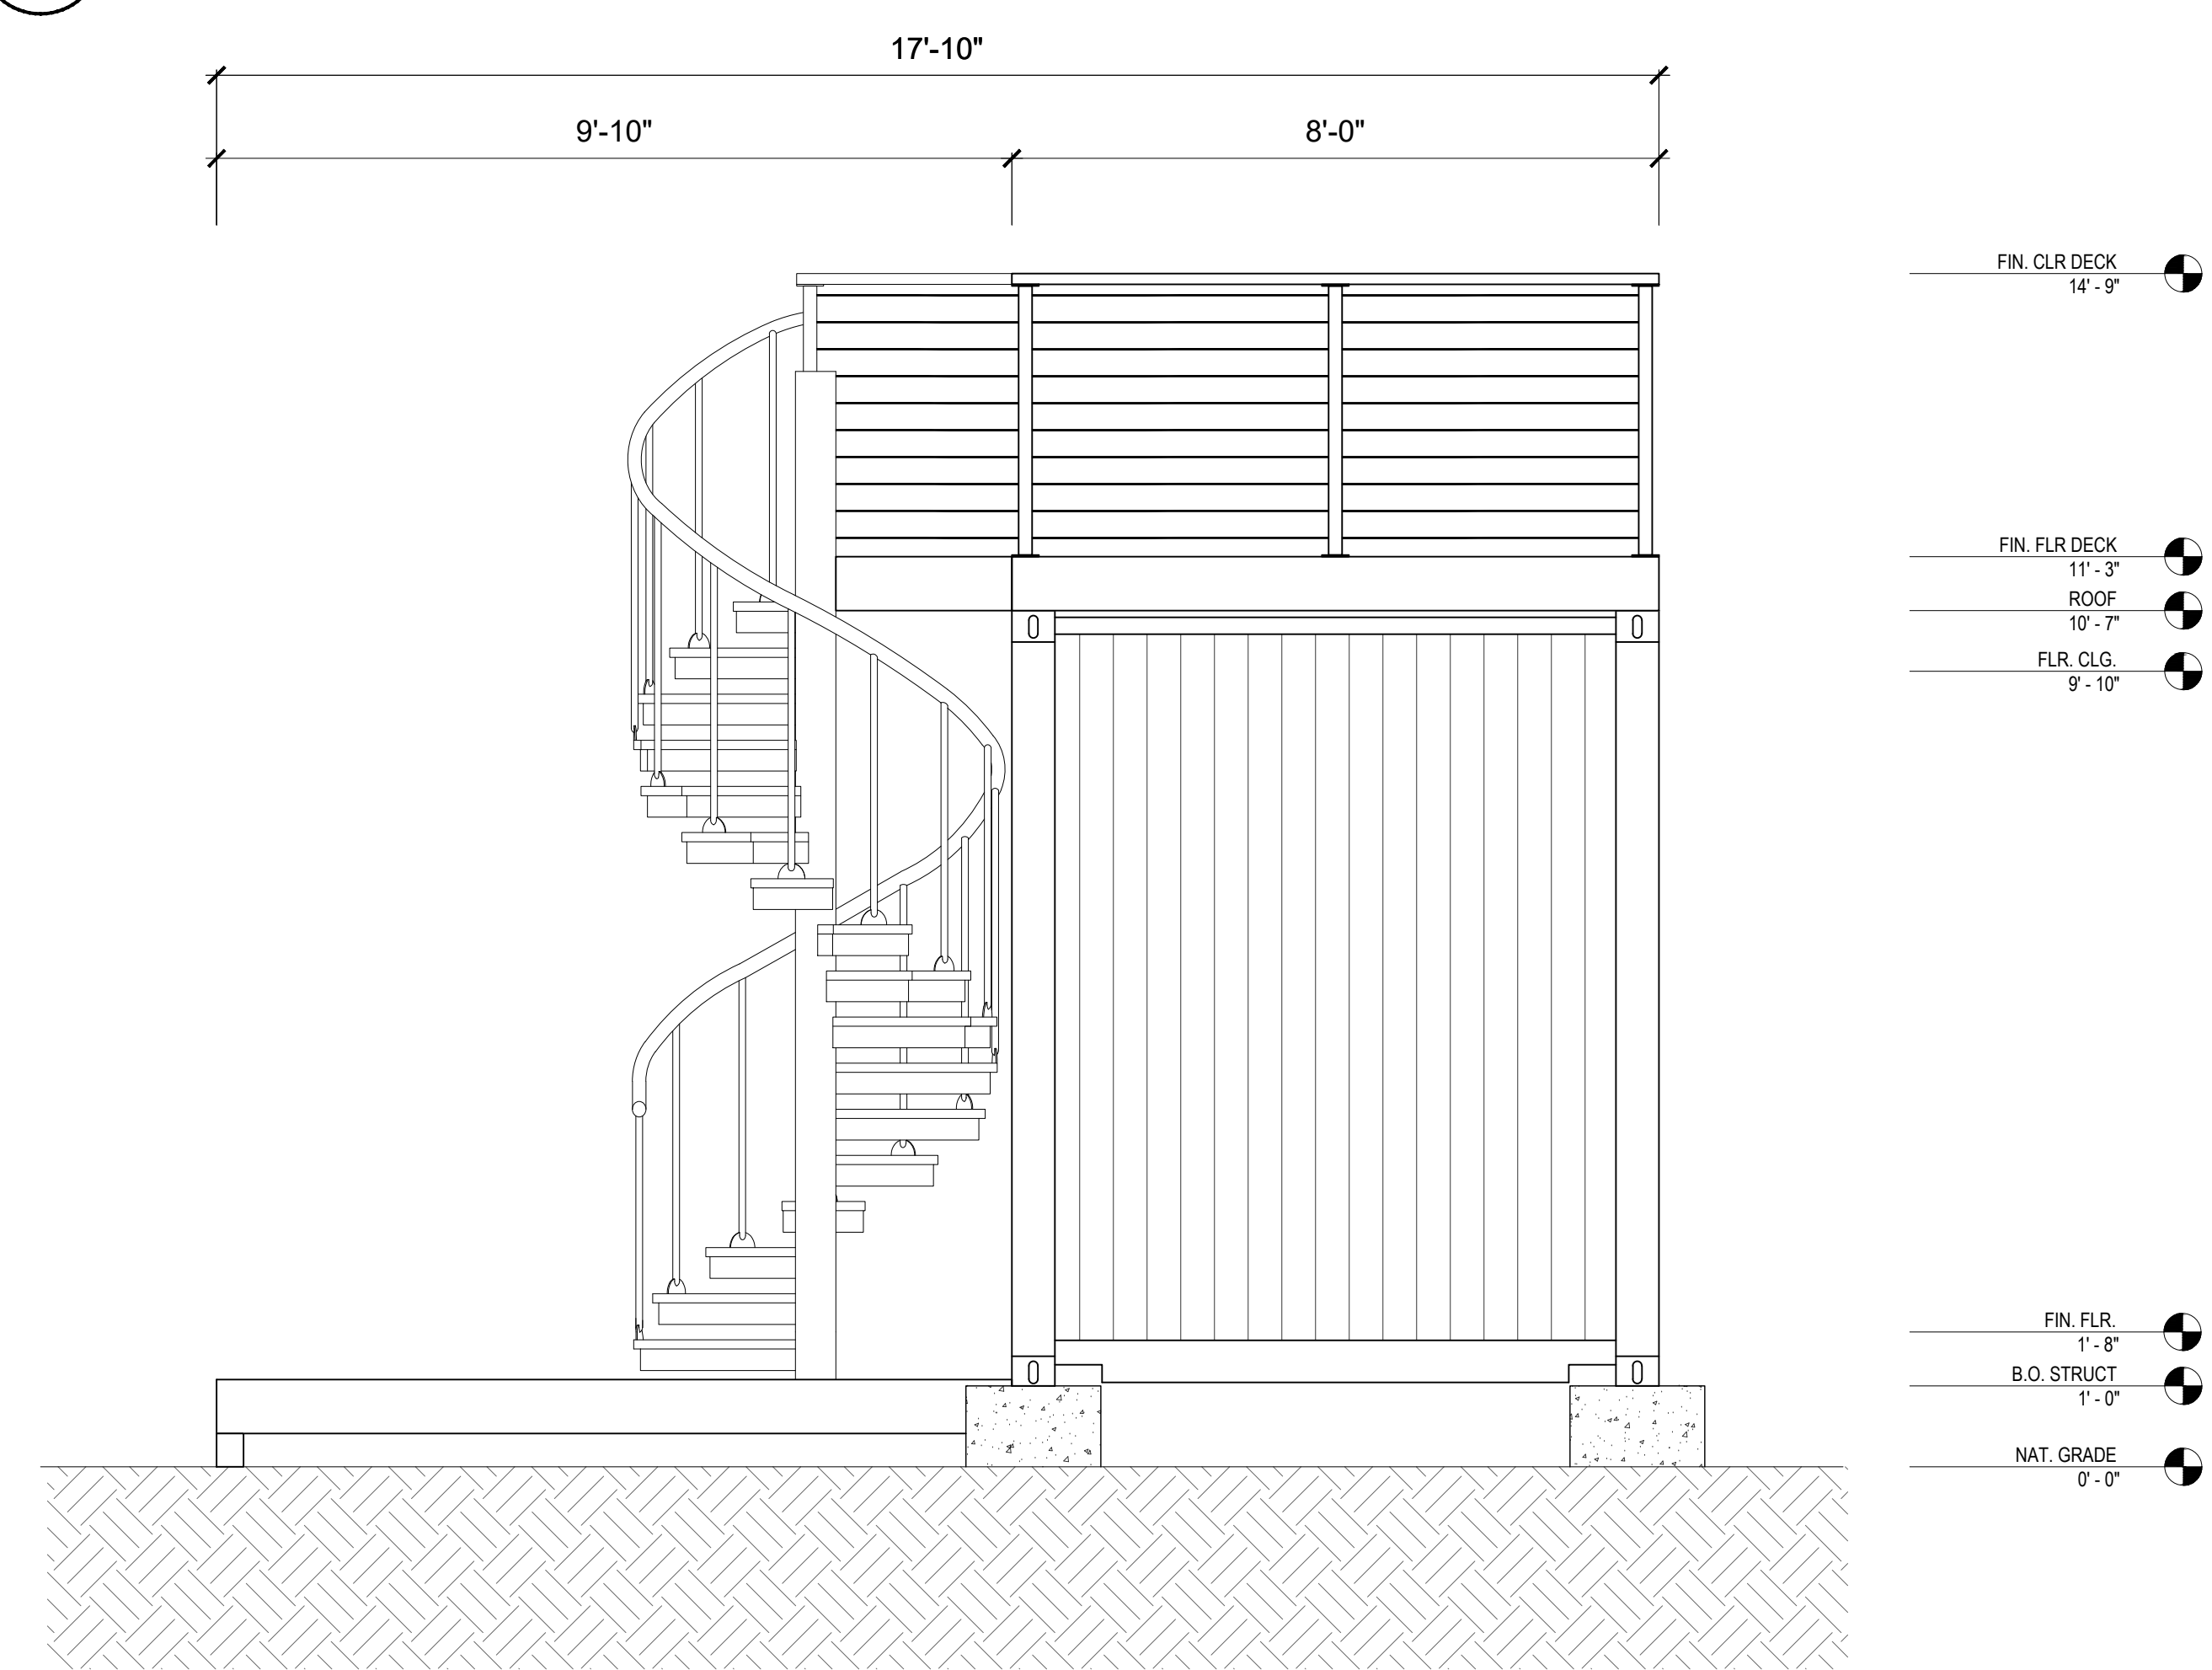 17'-10"
9'-10"
8'-0"
FIN. CLR DECK
14' - 9"
FIN. FLR DECK
11' - 3"
ROOF
10' - 7"
FLR. CLG.
9' - 10"
FIN. FLR.
1' - 8"
B.O. STRUCT
1' - 0"
NAT. GRADE
0' - 0"